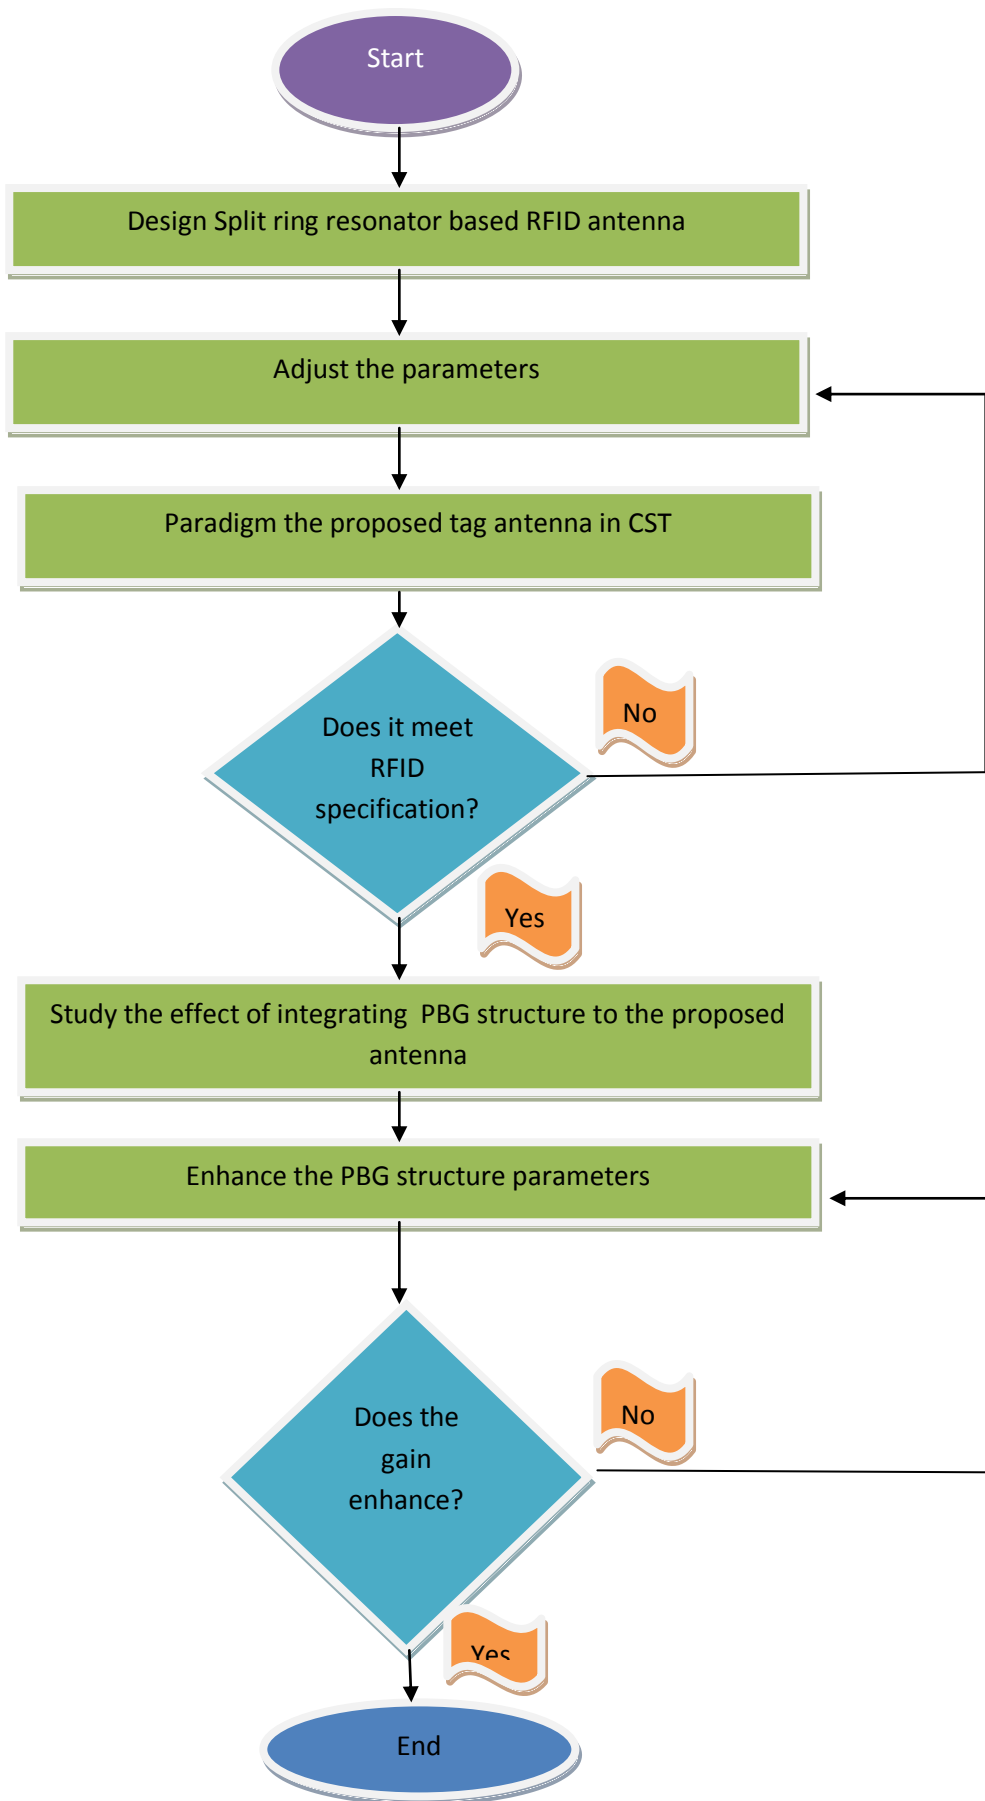 Start
Design Split ring resonator based RFID antenna
Adjust the parameters
Paradigm the proposed tag antenna in CST
Does it meet
RFID
specification?
No
Yes
Study the effect of integrating  PBG structure to the proposed
antenna
Enhance the PBG structure parameters
Does the
gain
enhance?
No
Yes
End